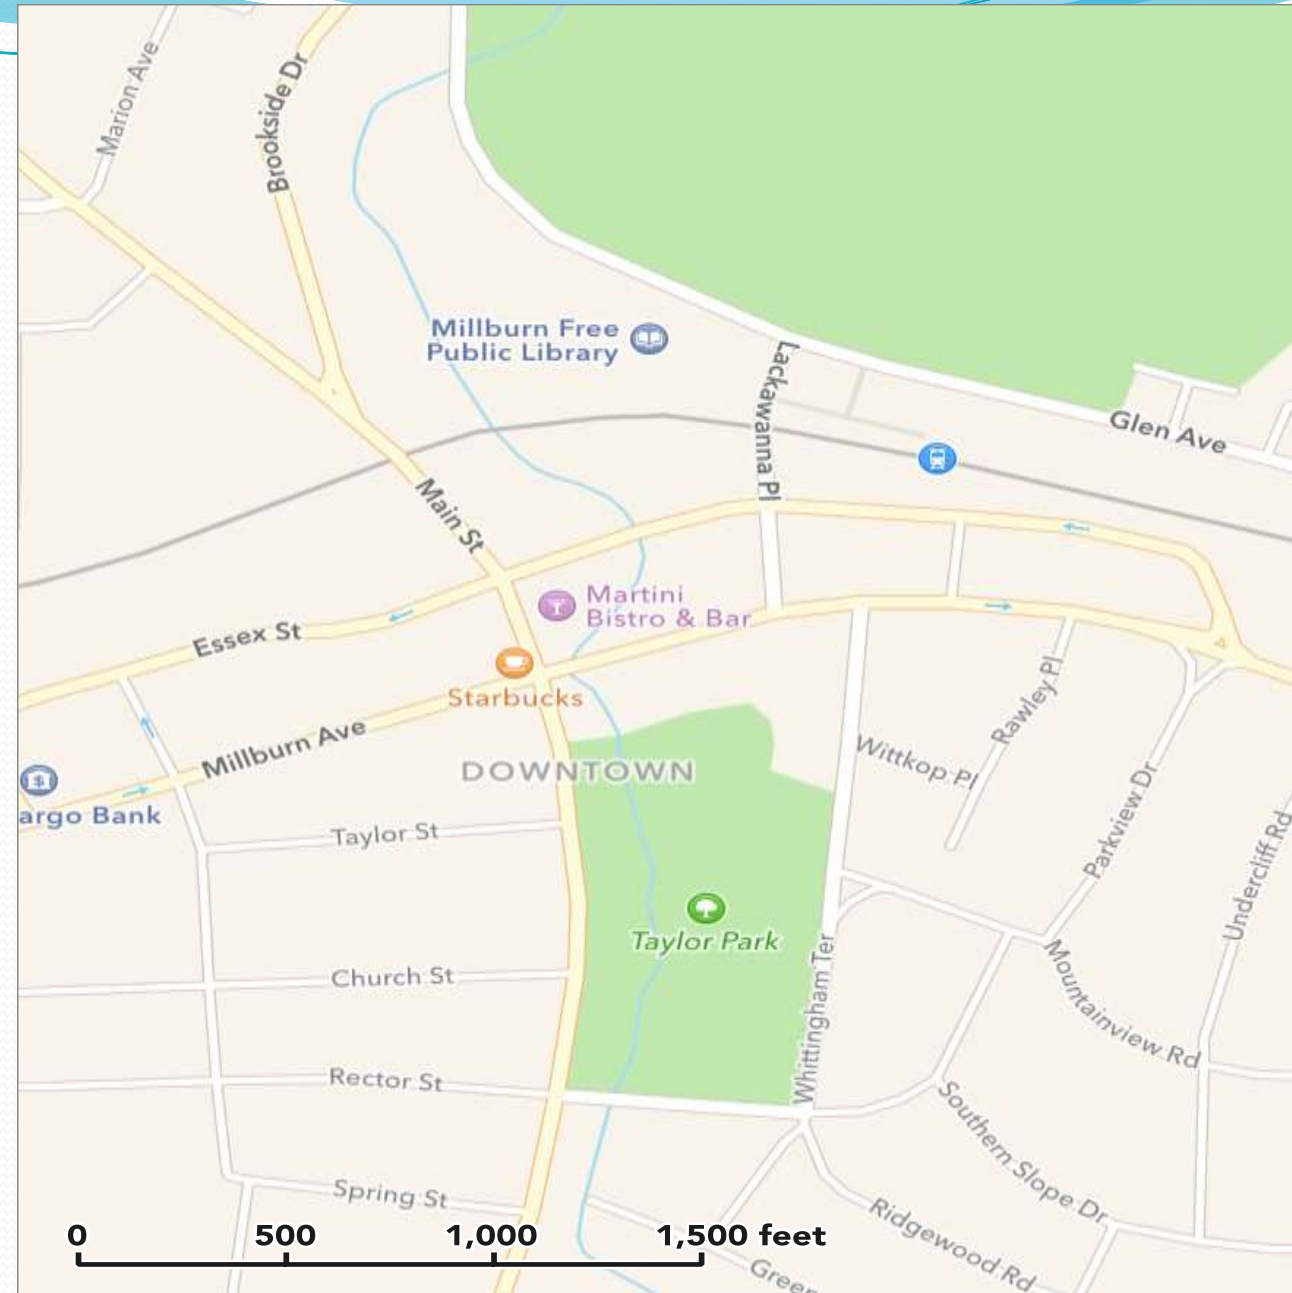 Marion Ave
Brookside Dr
Millburn Free
Public Library
Lackawanna Pl
Glen Ave
Main St
Martini
Bistro & Bar
Essex St
Starbucks
Millburn Ave
DOWNTOWN
$
argo Bank
Taylor St
Wittkop Pl
Rawley Pl
Parkview Dr
Undercliff Rd
Taylor Park
Church St
Whittingham Ter
Mountainview Rd
Rector St
Southern Slope Dr
Spring St
Ridgewood Rd
Green
0 500 1,000 1,500 feet